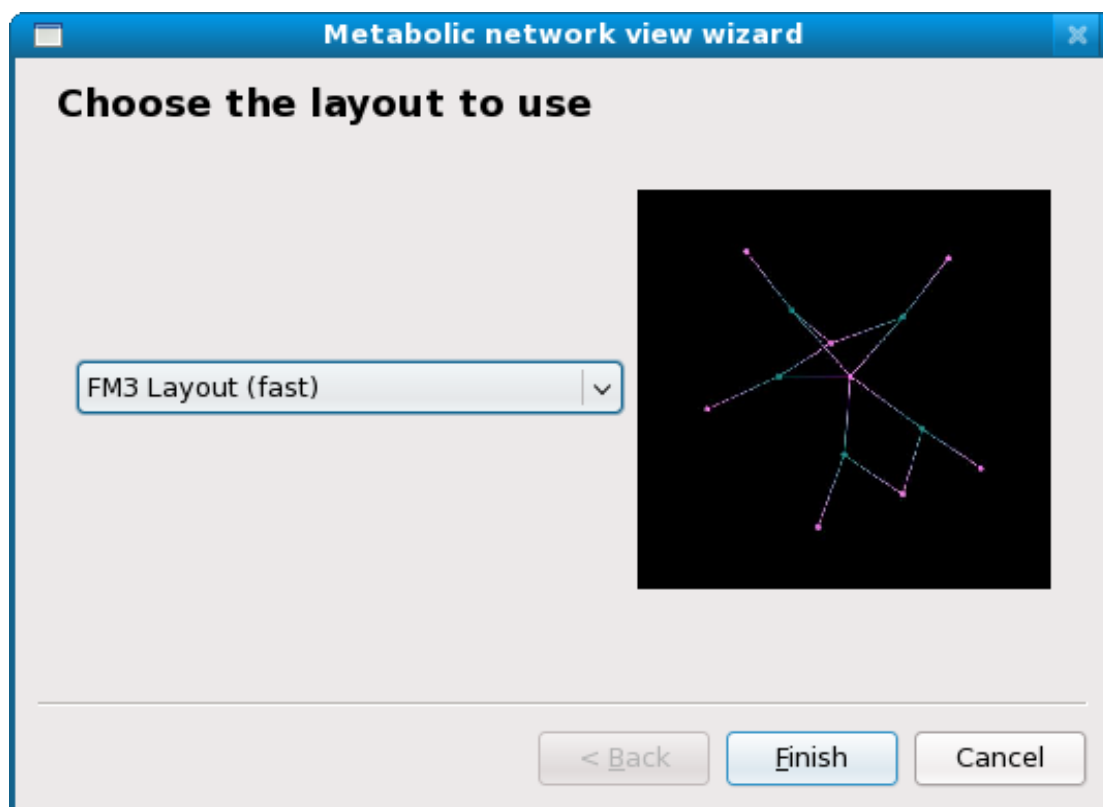 Metabolic network view wizard
Choose the layout to use
FM3 Layout (fast)
< Back
Finish
Cancel